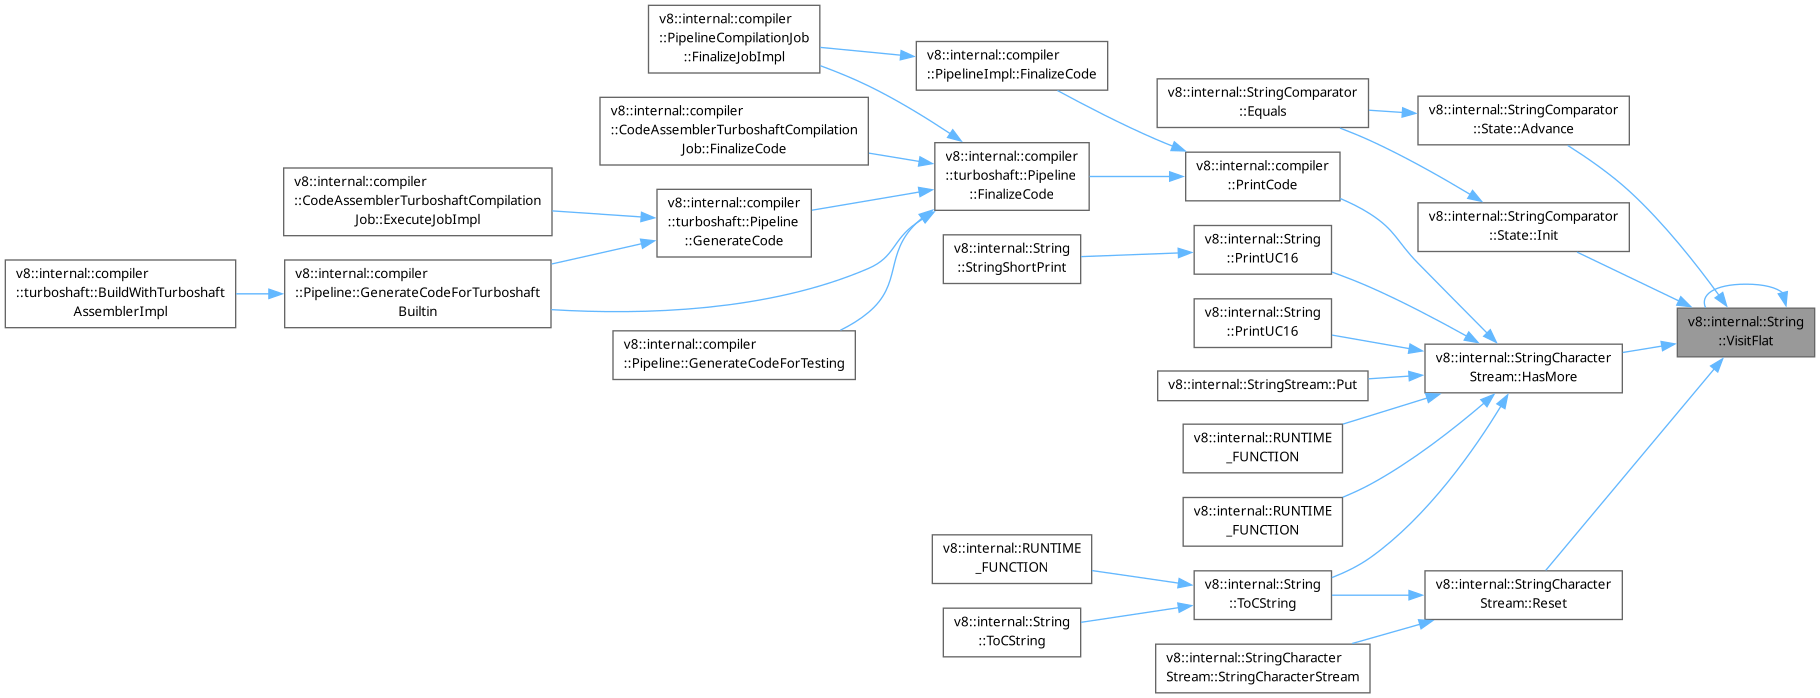 v8::internal::compiler
::PipelineCompilationJob
::FinalizeJobImpl
v8::internal::compiler
::PipelineImpl::FinalizeCode
v8::internal::StringComparator
::Equals
v8::internal::StringComparator
::State::Advance
v8::internal::compiler
::CodeAssemblerTurboshaftCompilation
Job::FinalizeCode
v8::internal::compiler
::turboshaft::Pipeline
::FinalizeCode
v8::internal::compiler
::PrintCode
v8::internal::compiler
::CodeAssemblerTurboshaftCompilation
Job::ExecuteJobImpl
v8::internal::compiler
::turboshaft::Pipeline
::GenerateCode
v8::internal::StringComparator
::State::Init
v8::internal::String
::StringShortPrint
v8::internal::String
::PrintUC16
v8::internal::compiler
::turboshaft::BuildWithTurboshaft
AssemblerImpl
v8::internal::compiler
::Pipeline::GenerateCodeForTurboshaft
Builtin
v8::internal::String
::PrintUC16
v8::internal::String
::VisitFlat
v8::internal::compiler
::Pipeline::GenerateCodeForTesting
v8::internal::StringCharacter
Stream::HasMore
v8::internal::StringStream::Put
v8::internal::RUNTIME
_FUNCTION
v8::internal::RUNTIME
_FUNCTION
v8::internal::RUNTIME
_FUNCTION
v8::internal::String
::ToCString
v8::internal::StringCharacter
Stream::Reset
v8::internal::String
::ToCString
v8::internal::StringCharacter
Stream::StringCharacterStream